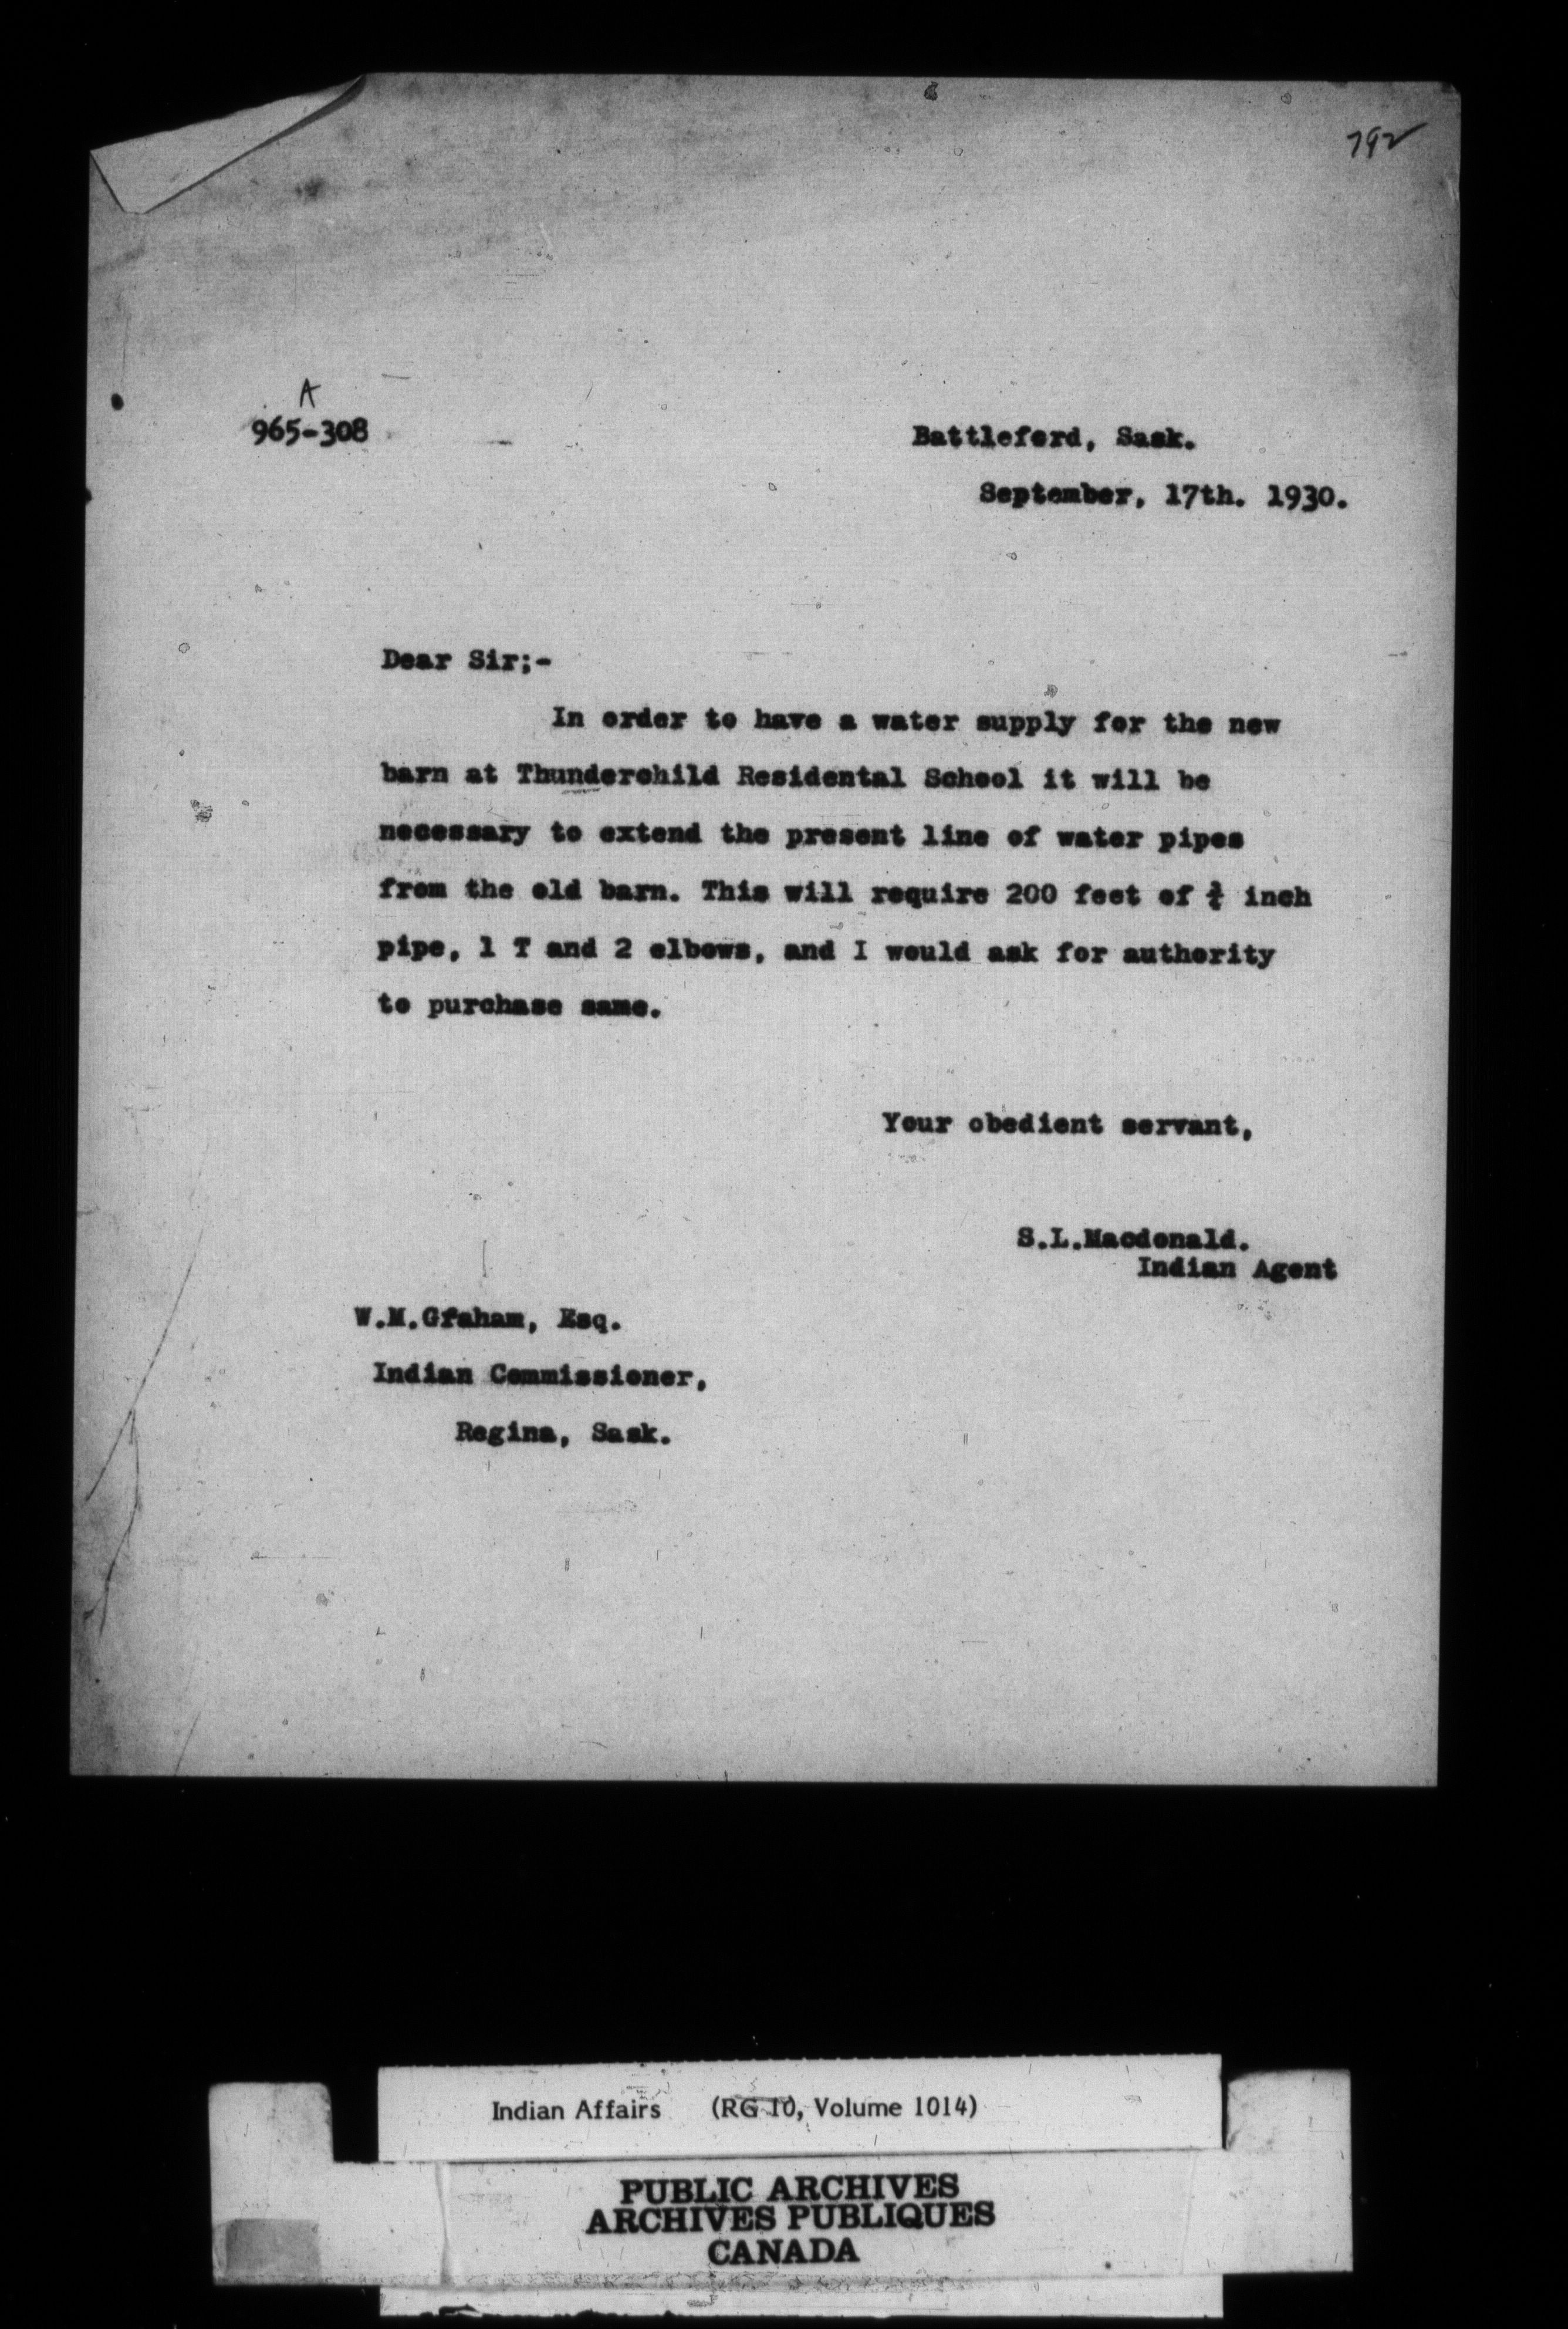 792
A
965-308
Battleford, Sask.
September, 17th. 1930.
Dear Sir;-
In order to have a water supply for the new
barn at Thunderchild Residental School it will be
necessary to extend the present line of water pipes
from the old barn. This will require 200 feet of ¾ inch
pipe, 1 T and 2 elbows, and I would ask for authority
to purchase same.
Your obedient servant,
S.L.Macdonald.
Indian Agent
W.M.Graham, Esq.
Indian Commissioner,
Regina, Sask.
Indian Affairs (RG 10, Volume 1014)
PUBLIC ARCHIVES
ARCHIVES PUBLIQUES
CANADA